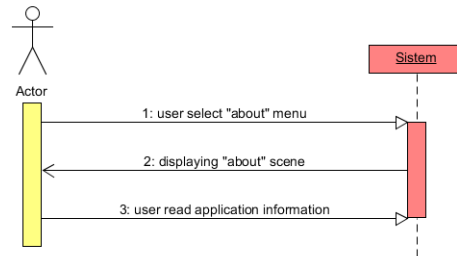 Sistem
Actor
1: user select "about" menu
2: displaying "about" scene
3: user read application information